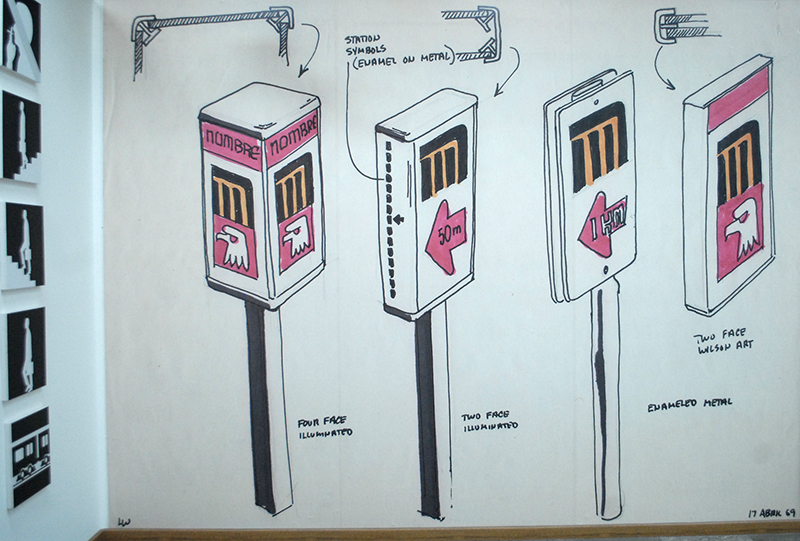 STATION
SYMBOLS
(ENAMEL ON METAL)
NOMBRE NOMBRE
m
m
m
50m
m
1 KM
m
TWO FACE
WILSON ART
ENAMELED METAL
FOUR FACE
ILLUMINATED
TWO FACE
ILLUMINATED
LW
17 ABRIL 69